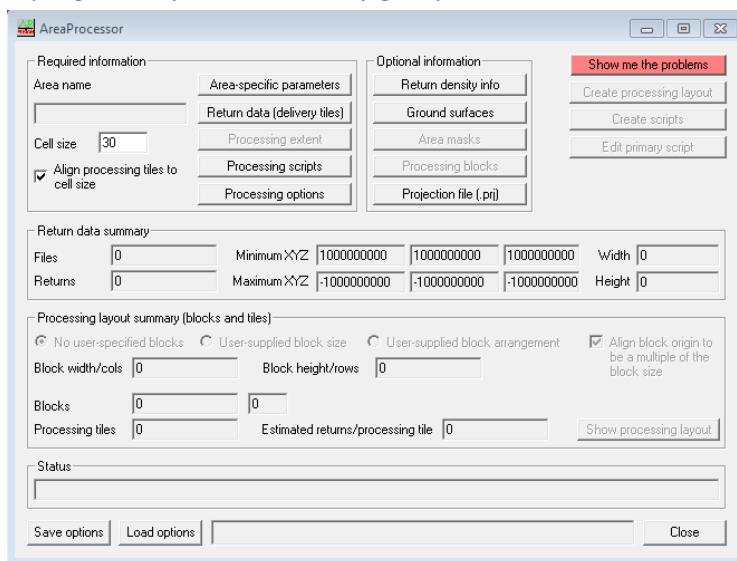 AreaProcessor
Required information
Area name
Area-specific parameters
Return data (delivery tiles)
Cell size 30
Processing extent
Align processing tiles to
cell size
Processing scripts
Processing options
Optional information
Return density info
Ground surfaces
Area masks
Processing blocks
Projection file (.prj)
Show me the problems
Create processing layout
Create scripts
Edit primary script
Return data summary
Files 0 Minimum XYZ 1000000000 1000000000 1000000000 Width 0
Returns 0 Maximum XYZ -1000000 -1000000 -1000000 Height 0
Processing layout summary (blocks and tiles)
No user-specified blocks User-supplied block size User-supplied block arrangement
Align block origin to
be a multiple of the
block size
Block width/cols 0 Block height/rows 0
Blocks 0 0
Processing tiles 0 Estimated returns/processing tile 0 Show processing layout
Status
Save options Load options Close